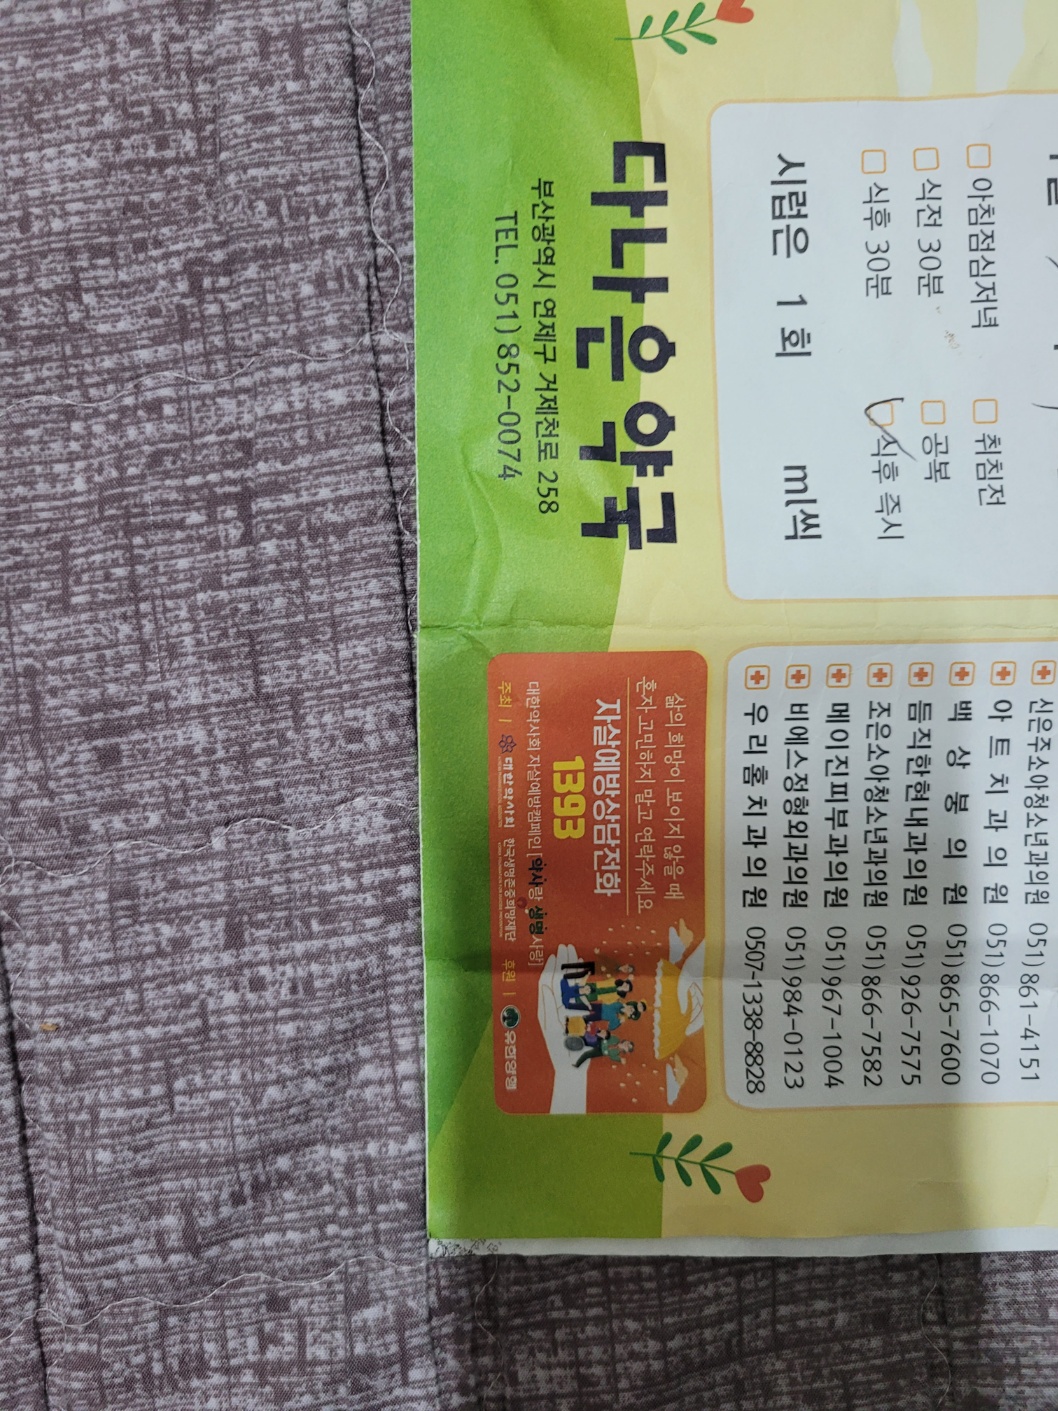 □ 아침점심저녁 □ 취침전
□ 식전 30분 □ 공복
□ 식후 30분 □ 식후 즉시
시럽은 1 회 ml씩
다나은약국
부산광역시 연제구 거제천로 258
TEL. 051) 852-0074
신은주소아청소년과의원 051) 861-4151
아트치과의원 051) 866-1070
백상붕의원 051) 865-7600
듬직한현내과의원 051) 926-7575
조은소아청소년과의원 051) 866-7582
메이진피부과의원 051) 967-1004
비에스정형외과의원 051) 984-0123
우리홈치과의원 0507-1338-8828
삶의 희망이 보이지 않을 때
혼자 고민하지 말고 연락주세요
자살예방상담전화
1393
대한약사회 자살예방캠페인 [약사랑 생명사랑]
주최 | 대한약사회 한국생명존중희망재단 후원 | 유한양행